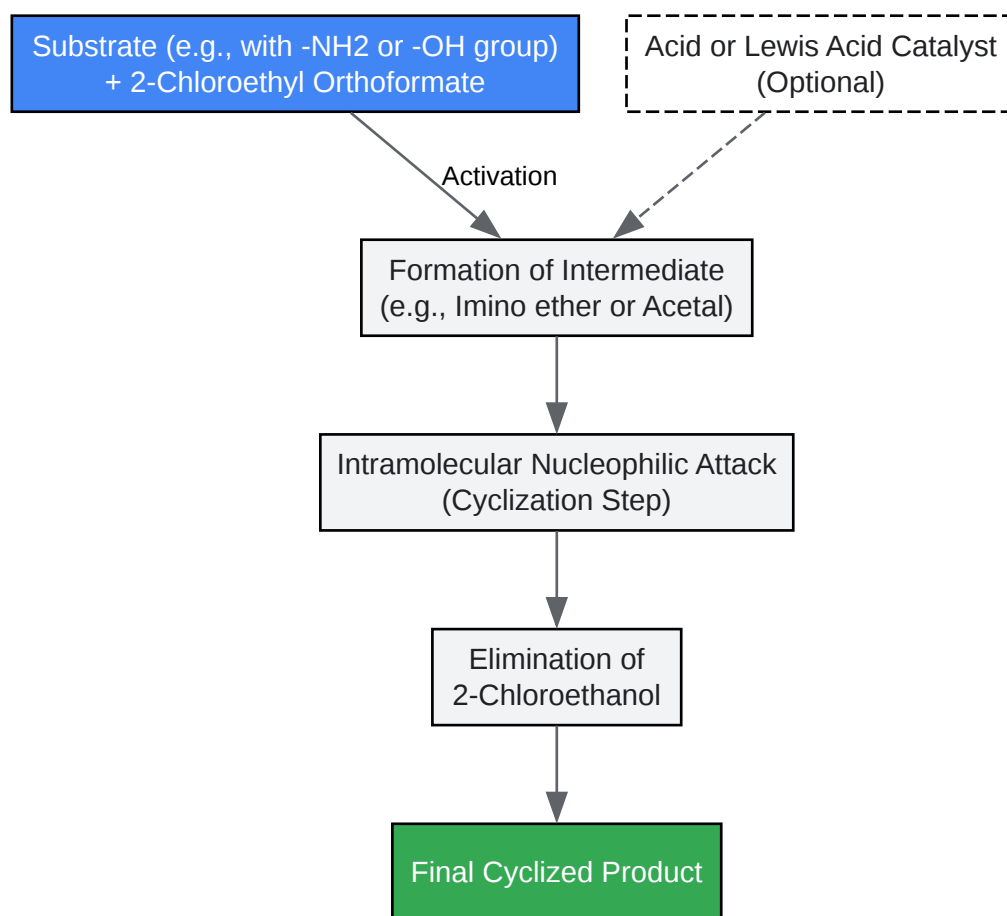 Substrate (e.g., with -NH2 or -OH group)
+ 2-Chloroethyl Orthoformate
Acid or Lewis Acid Catalyst
(Optional)
Activation
Formation of Intermediate
(e.g., Imino ether or Acetal)
Intramolecular Nucleophilic Attack
(Cyclization Step)
Elimination of
2-Chloroethanol
Final Cyclized Product